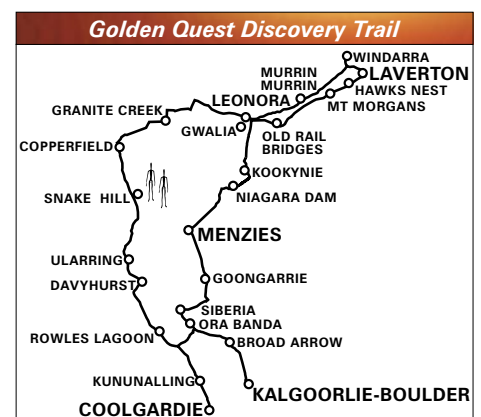 Golden Quest Discovery Trail
WINDARRA
MURRIN
MURRIN
LAVERTON
HAWKS NEST
MT MORGANS
LEONORA
GRANITE CREEK
GWALIA
OLD RAIL
BRIDGES
COPPERFIELD
KOOKYNIE
NIAGARA DAM
SNAKE HILL
MENZIES
ULARRING
GOONGARRIE
DAVYHURST
SIBERIA
ORA BANDA
ROWLES LAGOON
BROAD ARROW
KUNUNALLING
KALGOORLIE-BOULDER
COOLGARDIE